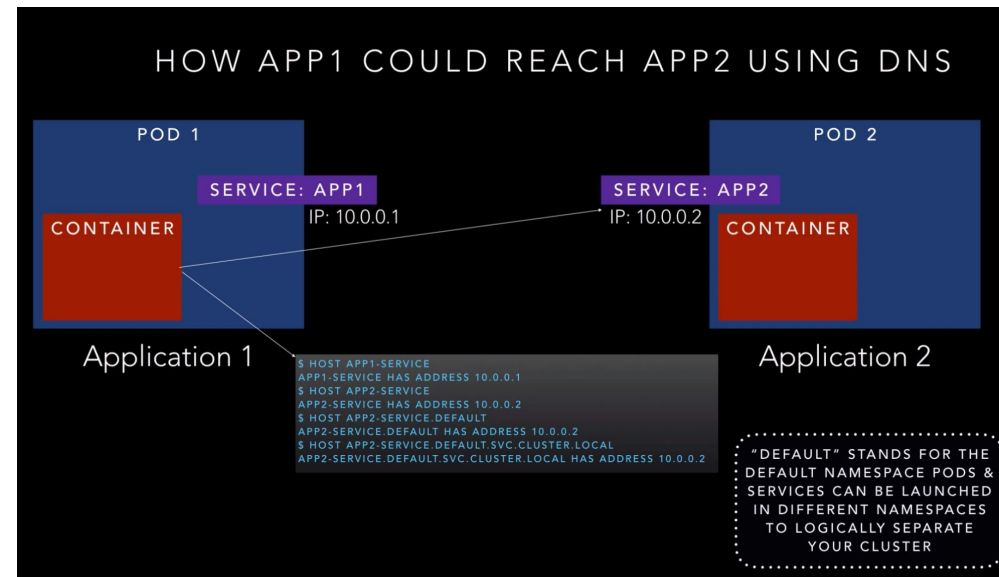 HOW APP1 COULD REACH APP2 USING DNS
POD 1
SERVICE: APP1
IP: 10.0.0.1
CONTAINER
Application 1
POD 2
SERVICE: APP2
IP: 10.0.0.2
CONTAINER
Application 2
$ HOST APP1-SERVICE
APP1-SERVICE HAS ADDRESS 10.0.0.1
$ HOST APP2-SERVICE
APP2-SERVICE HAS ADDRESS 10.0.0.2
$ HOST APP2-SERVICE.DEFAULT
APP2-SERVICE.DEFAULT HAS ADDRESS 10.0.0.2
$ HOST APP2-SERVICE.DEFAULT.SVC.CLUSTER.LOCAL
APP2-SERVICE.DEFAULT.SVC.CLUSTER.LOCAL HAS ADDRESS 10.0.0.2
"DEFAULT" STANDS FOR THE
DEFAULT NAMESPACE PODS &
SERVICES CAN BE LAUNCHED
IN DIFFERENT NAMESPACES
TO LOGICALLY SEPARATE
YOUR CLUSTER